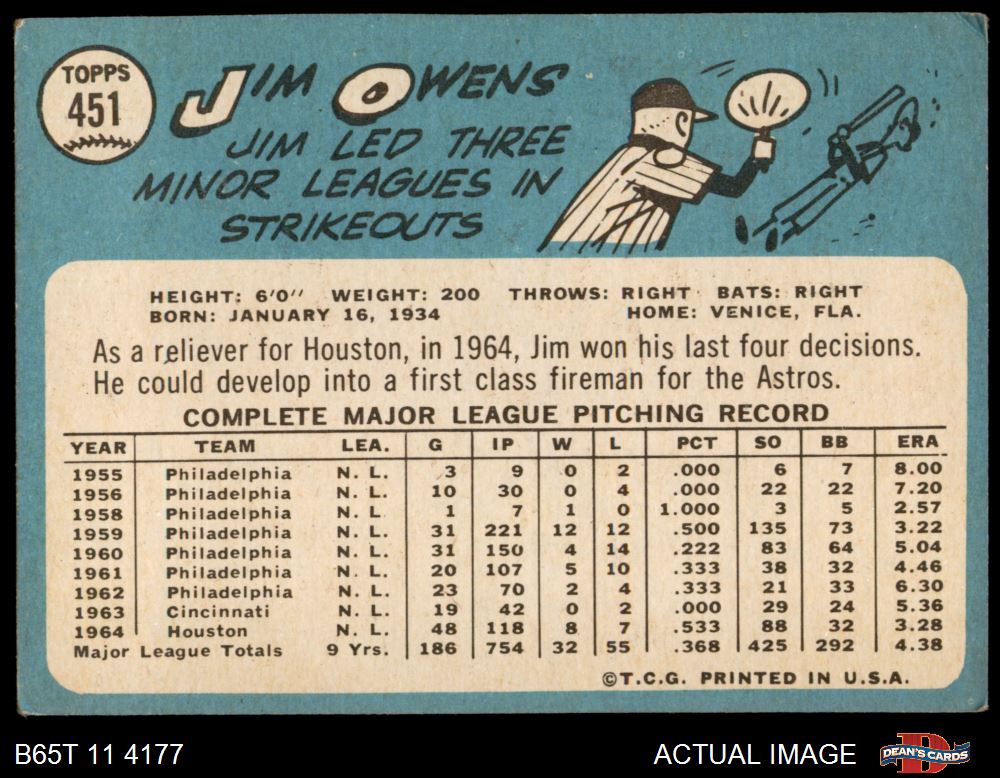 TOPPS
451
JIM OWENS
JIM LED THREE
MINOR LEAGUES IN
STRIKEOUTS
HEIGHT: 6'0" WEIGHT: 200 THROWS: RIGHT BATS: RIGHT
BORN: JANUARY 16, 1934 HOME: VENICE, FLA.
As a reliever for Houston, in 1964, Jim won his last four decisions.
He could develop into a first class fireman for the Astros.
COMPLETE MAJOR LEAGUE PITCHING RECORD
YEAR TEAM LEA. G IP W L PCT SO BB ERA
1955 Philadelphia N. L. 3 9 0 2 .000 6 7 8.00
1956 Philadelphia N. L. 10 30 0 4 .000 22 22 7.20
1958 Philadelphia N. L. 1 7 1 0 1.000 3 5 2.57
1959 Philadelphia N. L. 31 221 12 12 .500 135 73 3.22
1960 Philadelphia N. L. 31 150 4 14 .222 83 64 5.04
1961 Philadelphia N. L. 20 107 5 10 .333 38 32 4.46
1962 Philadelphia N. L. 23 70 2 4 .333 21 33 6.30
1963 Cincinnati N. L. 19 42 0 2 .000 29 24 5.36
1964 Houston N. L. 48 118 8 7 .533 88 32 3.28
Major League Totals 9 Yrs. 186 754 32 55 .368 425 292 4.38
©T.C.G. PRINTED IN U.S.A.
B65T 11 4177 ACTUAL IMAGE DEAN'S CARDS